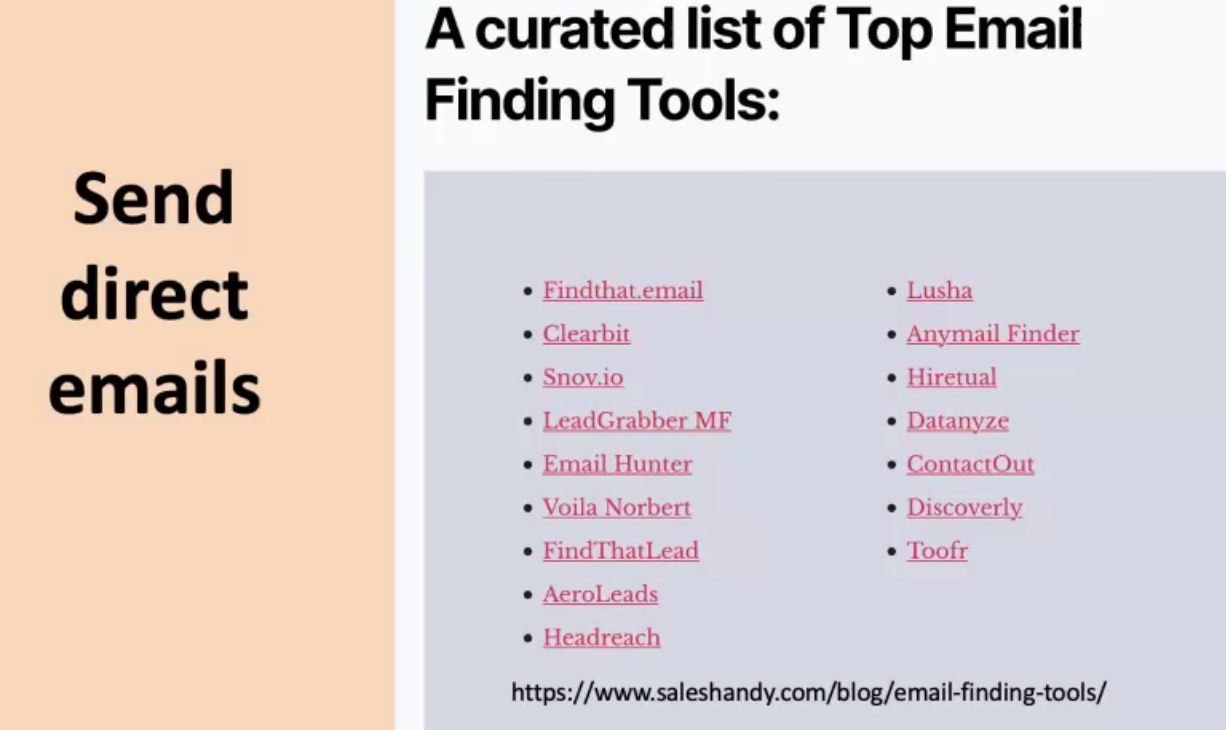 Send
direct
emails
A curated list of Top Email
Finding Tools:
• Findthat.email
• Clearbit
• Snov.io
• LeadGrabber MF
• Email Hunter
• Voila Norbert
• FindThatLead
• AeroLeads
• Headreach
• Lusha
• Anymail Finder
• Hiretual
• Datanyze
• ContactOut
• Discoverly
• Toofr
https://www.saleshandy.com/blog/email-finding-tools/